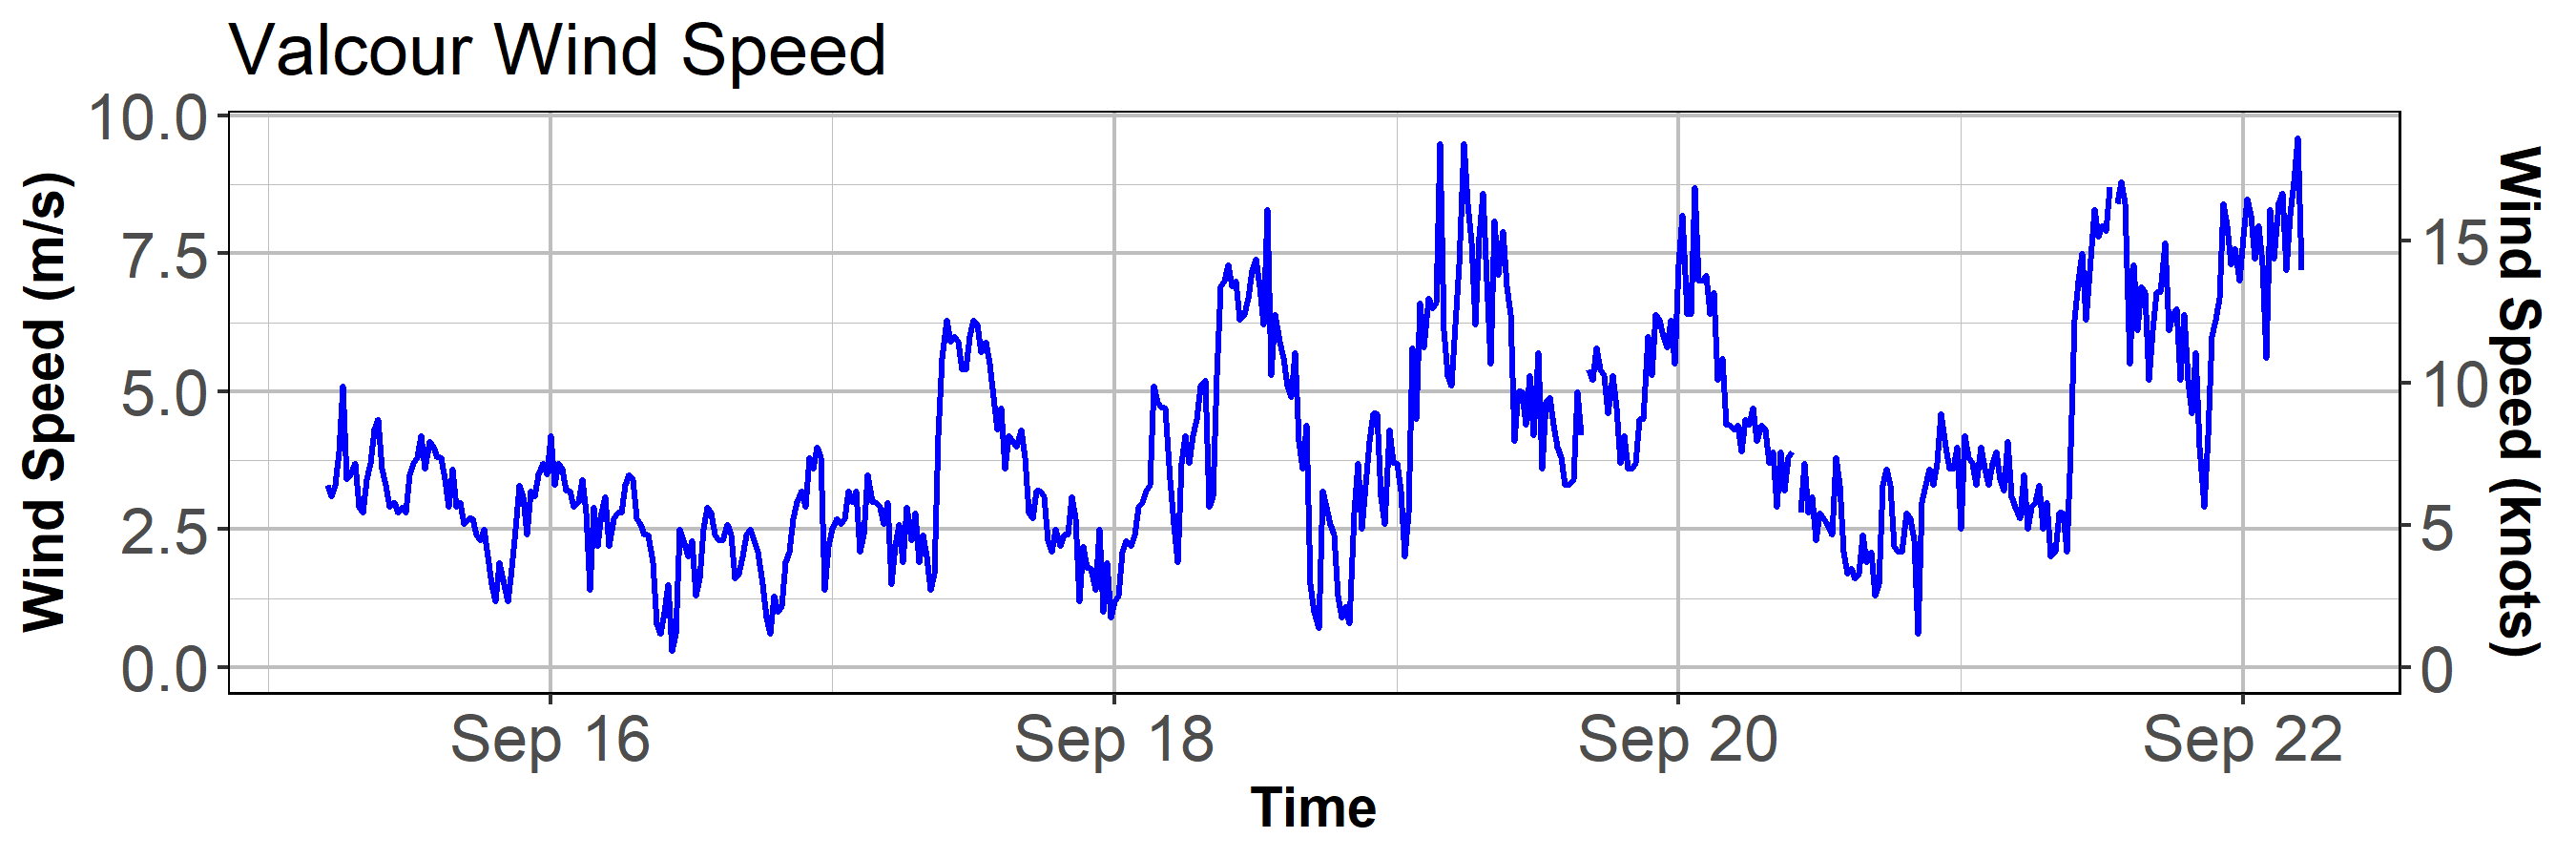 Valcour Wind Speed
Wind Speed (m/s)
10.0
7.5
5.0
2.5
0.0
Wind Speed (knots)
15
10
5
0
Sep 16
Sep 18
Sep 20
Sep 22
Time